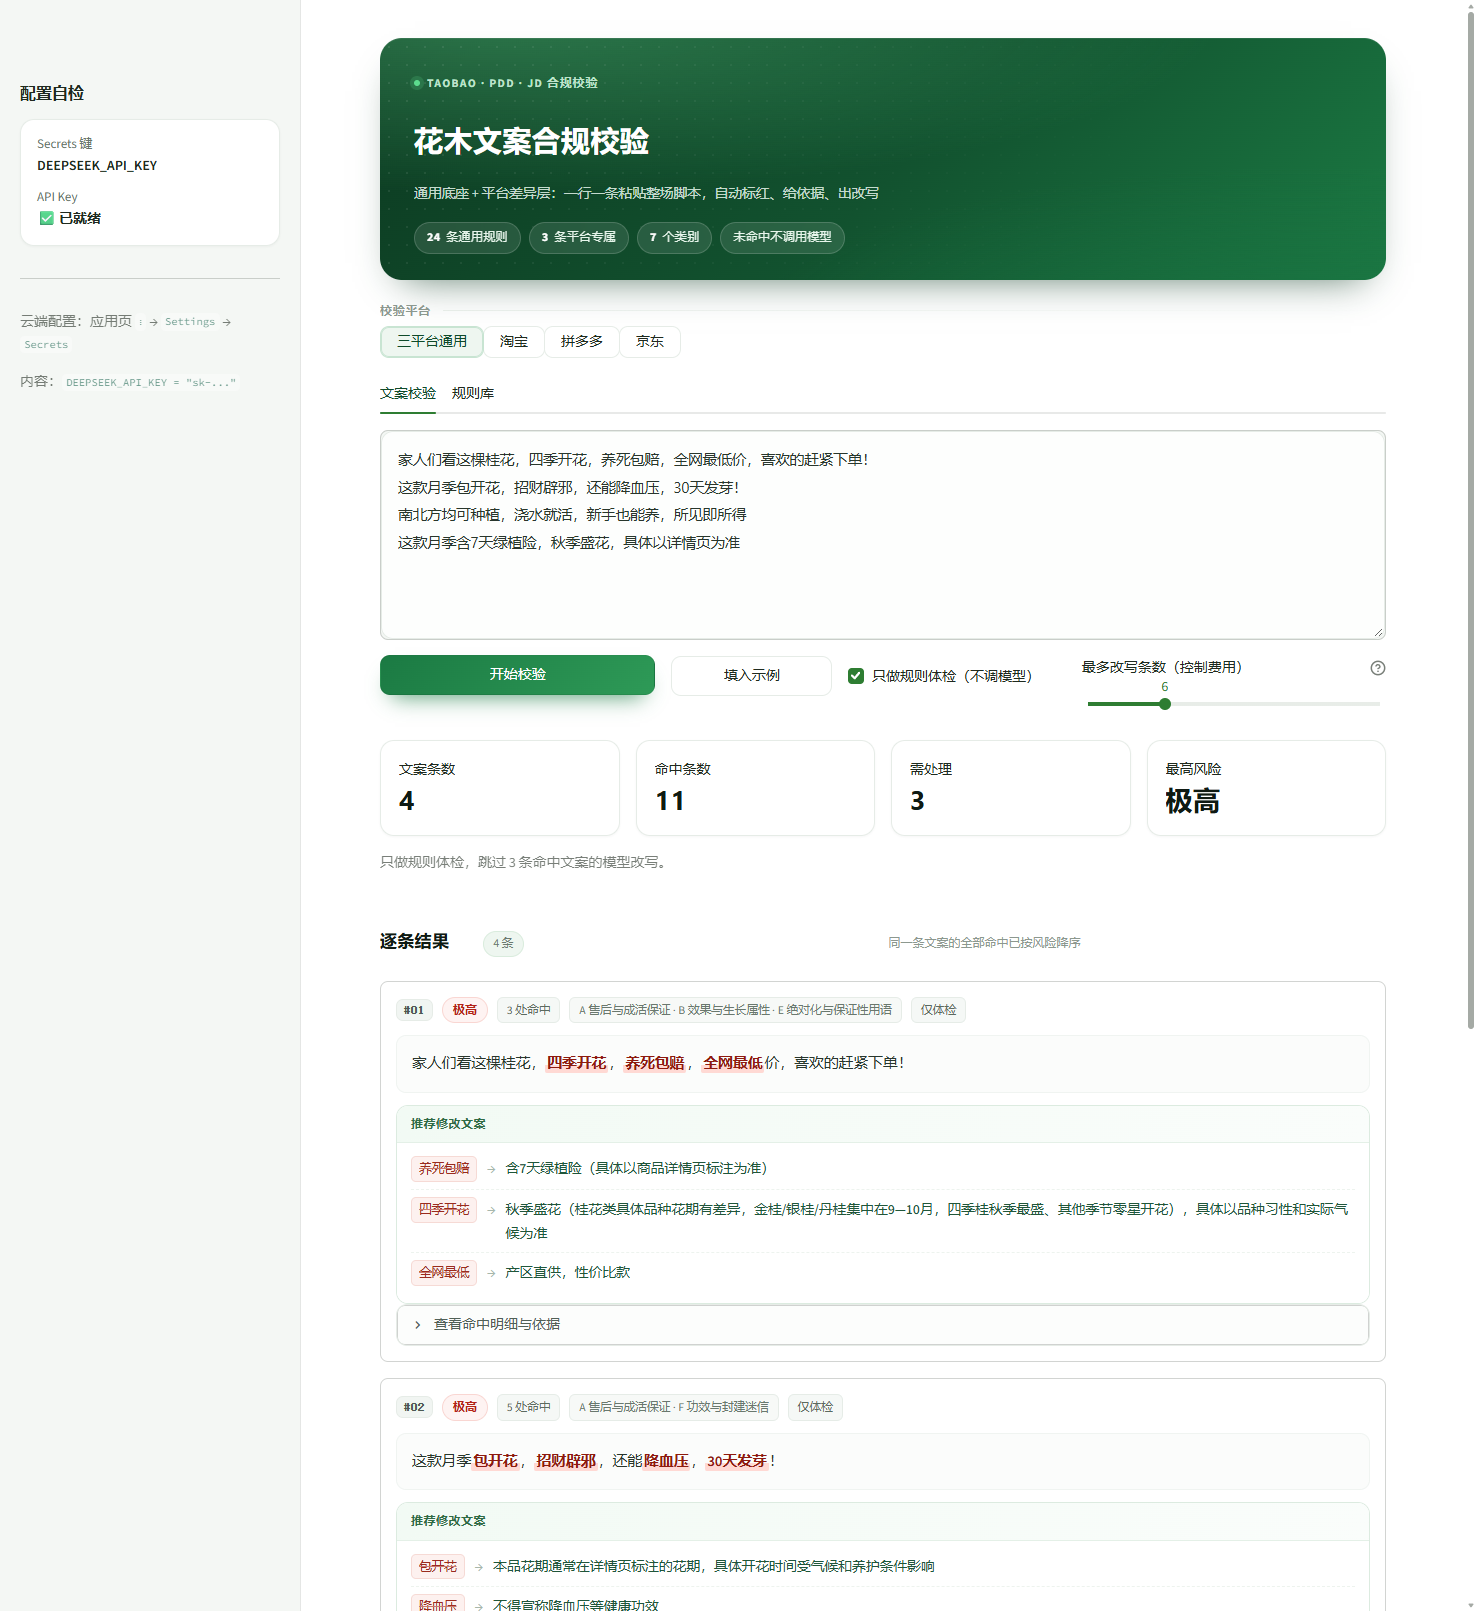 配置自检
Secrets 键
DEEPSEEK_API_KEY
API Key
✅ 已就绪
云端配置：应用页 ⋮ → Settings →
Secrets
内容： DEEPSEEK_API_KEY = "sk-..."
TAOBAO · PDD · JD 合规校验
花木文案合规校验
通用底座 + 平台差异层：一行一条粘贴整场脚本，自动标红、给依据、出改写
24 条通用规则
3 条平台专属
7 个类别
未命中不调用模型
校验平台
三平台通用
淘宝
拼多多
京东
文案校验
规则库
家人们看这棵桂花，四季开花，养死包赔，全网最低价，喜欢的赶紧下单！
这款月季包开花，招财辟邪，还能降血压，30天发芽！
南北方均可种植，浇水就活，新手也能养，所见即所得
这款月季含7天绿植险，秋季盛花，具体以详情页为准
开始校验
填入示例
只做规则体检（不调模型）
最多改写条数（控制费用）
6
文案条数
4
命中条数
11
需处理
3
最高风险
极高
只做规则体检，跳过 3 条命中文案的模型改写。
逐条结果
4 条
同一条文案的全部命中已按风险降序
#01
极高
3 处命中
A 售后与成活保证 · B 效果与生长属性 · E 绝对化与保证性用语
仅体检
家人们看这棵桂花，四季开花，养死包赔，全网最低价，喜欢的赶紧下单！
推荐修改文案
养死包赔 → 含7天绿植险（具体以商品详情页标注为准）
四季开花 → 秋季盛花（桂花类具体品种花期有差异，金桂/银桂/丹桂集中在9—10月，四季桂秋季最盛、其他季节零星开花），具体以品种习性和实际气
候为准
全网最低 → 产区直供，性价比款
查看命中明细与依据
#02
极高
5 处命中
A 售后与成活保证 · F 功效与封建迷信
仅体检
这款月季包开花，招财辟邪，还能降血压，30天发芽！
推荐修改文案
包开花 → 本品花期通常在详情页标注的花期，具体开花时间受气候和养护条件影响
降血压 → 不得宣称降血压等健康功效